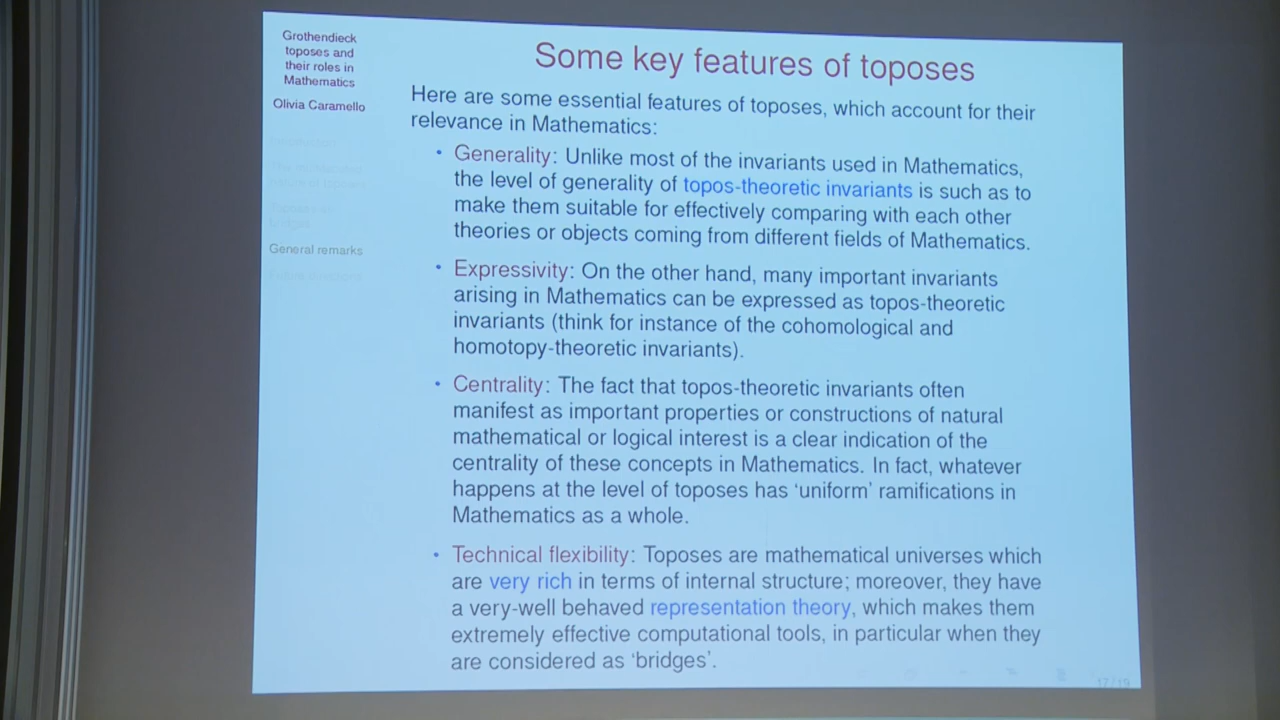 Grothendieck
toposes and
their roles in
Mathematics
Olivia Caramello
General remarks
Some key features of toposes
Here are some essential features of toposes, which account for their
relevance in Mathematics:
• Generality: Unlike most of the invariants used in Mathematics,
the level of generality of topos-theoretic invariants is such as to
make them suitable for effectively comparing with each other
theories or objects coming from different fields of Mathematics.
• Expressivity: On the other hand, many important invariants
arising in Mathematics can be expressed as topos-theoretic
invariants (think for instance of the cohomological and
homotopy-theoretic invariants).
• Centrality: The fact that topos-theoretic invariants often
manifest as important properties or constructions of natural
mathematical or logical interest is a clear indication of the
centrality of these concepts in Mathematics. In fact, whatever
happens at the level of toposes has ‘uniform’ ramifications in
Mathematics as a whole.
• Technical flexibility: Toposes are mathematical universes which
are very rich in terms of internal structure; moreover, they have
a very-well behaved representation theory, which makes them
extremely effective computational tools, in particular when they
are considered as ‘bridges’.
17/19